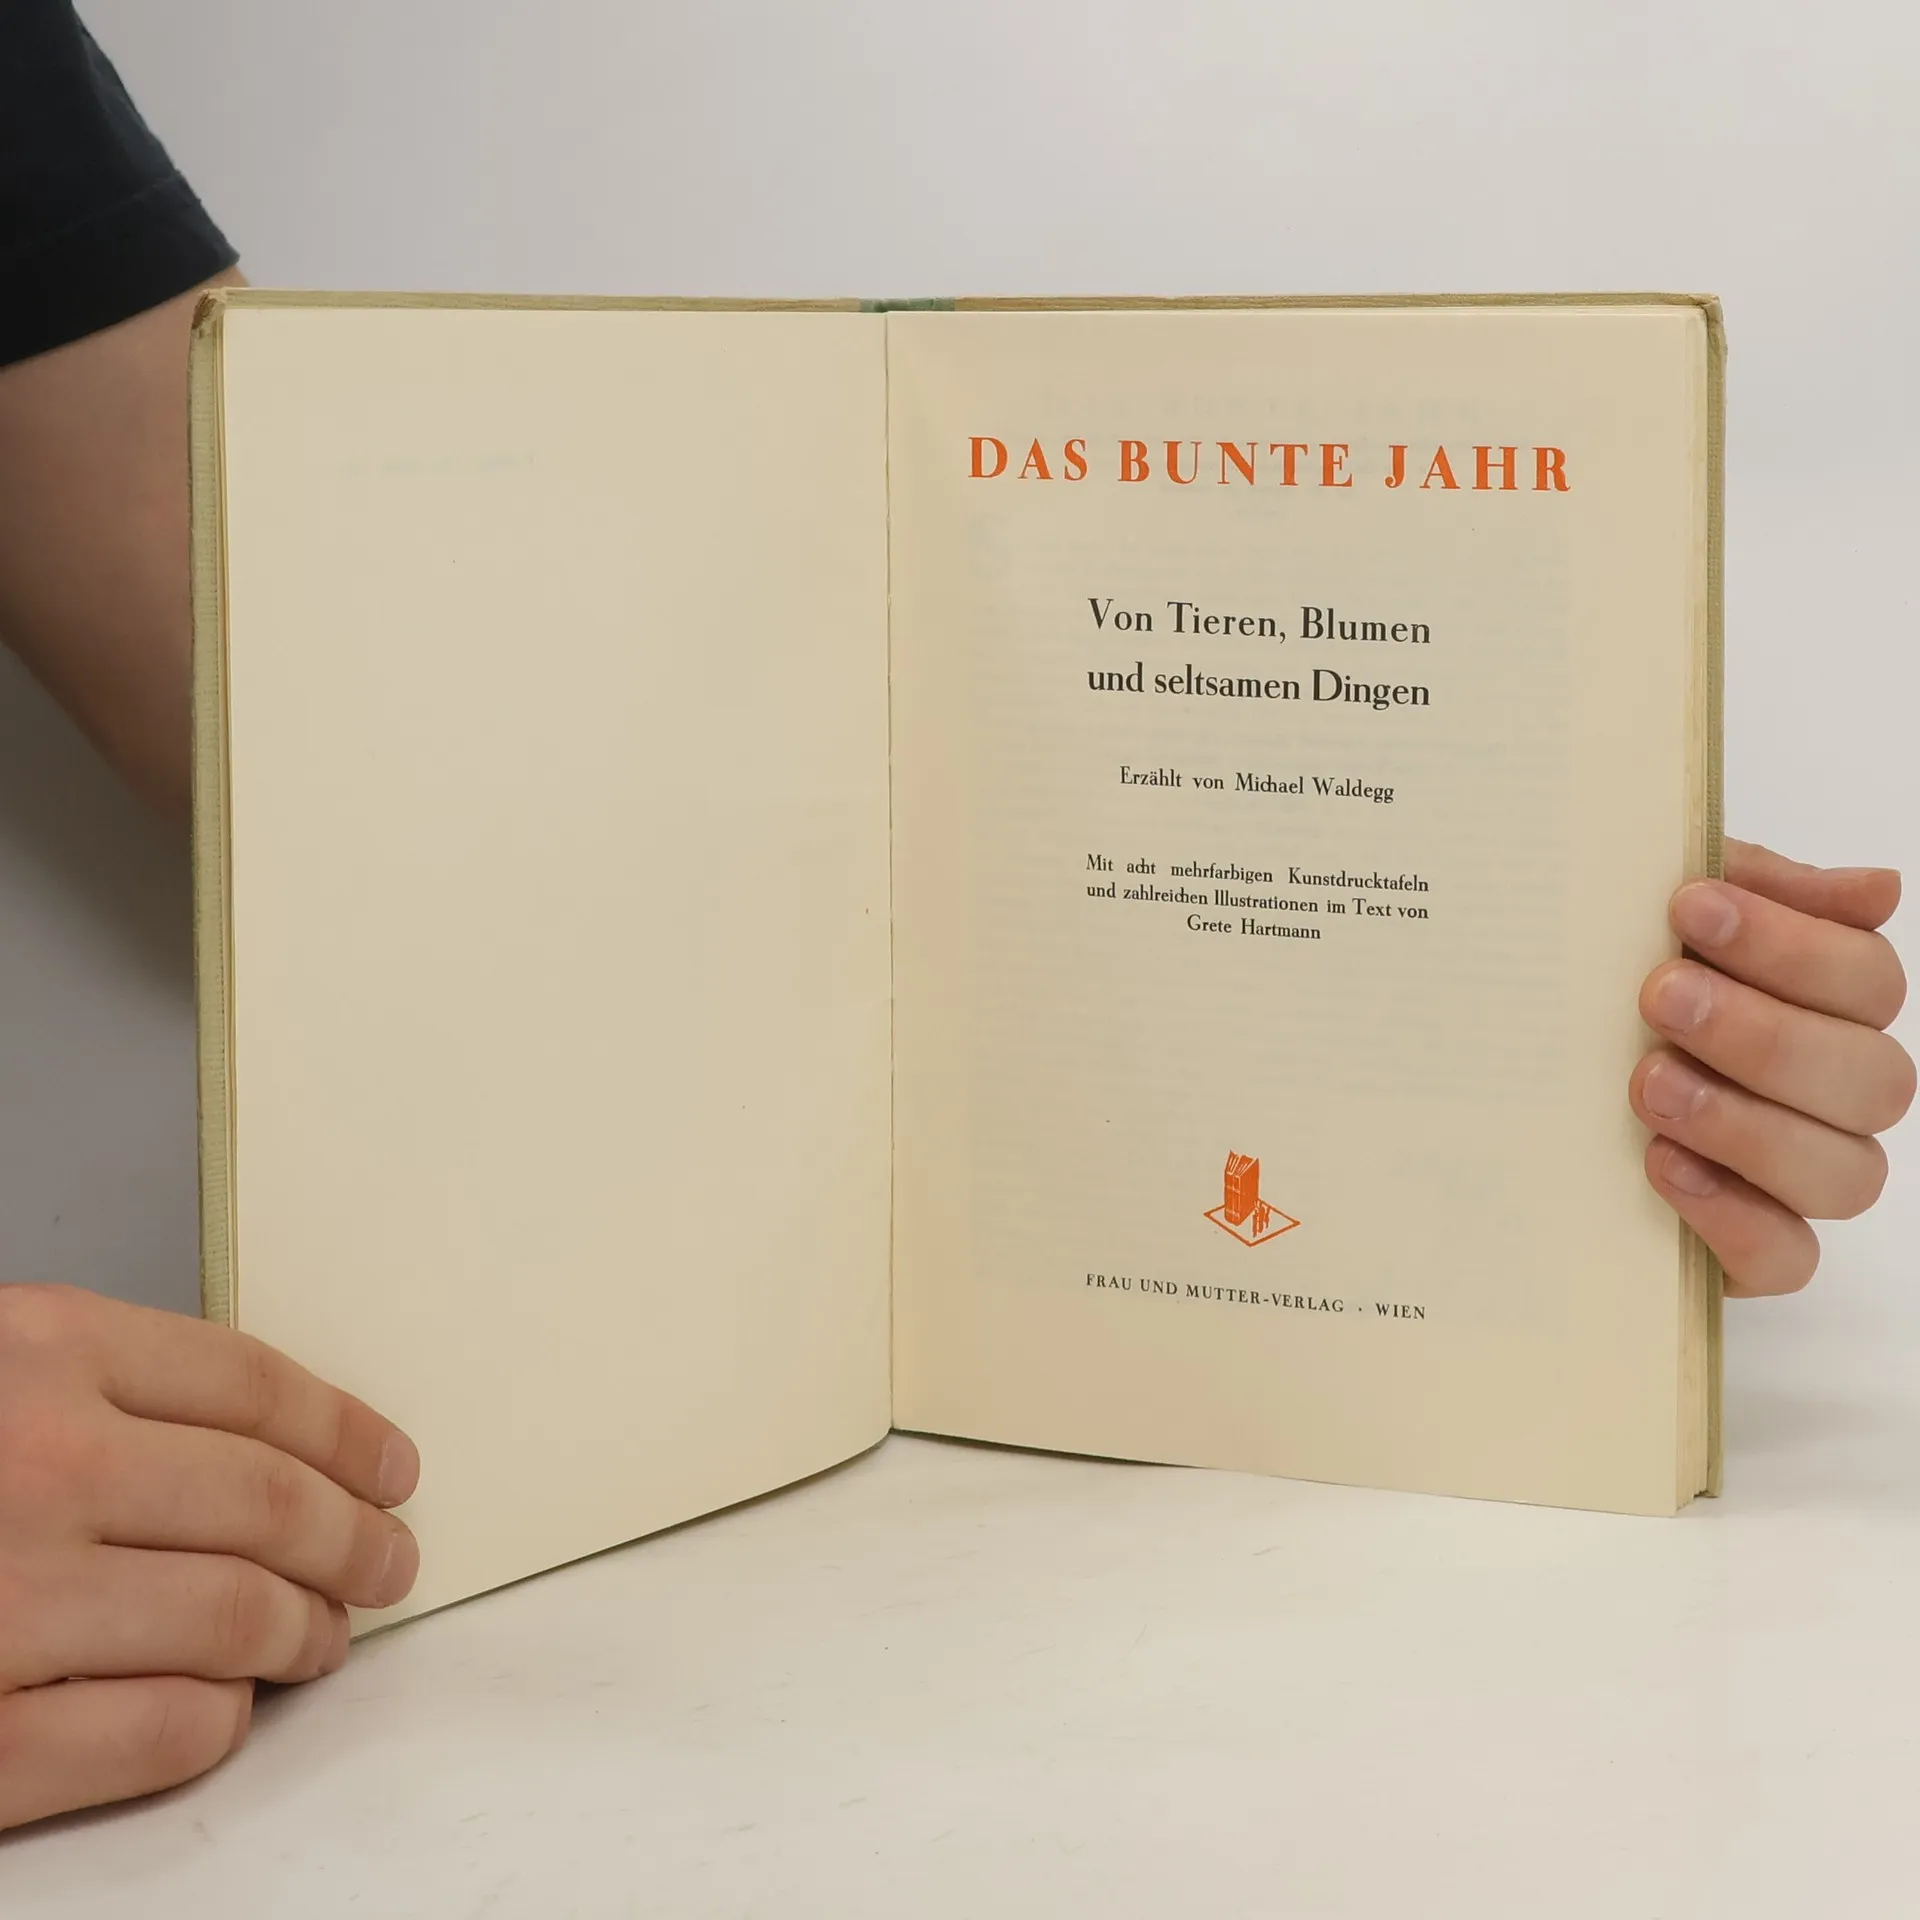 DAS BUNTE JAHR
Von Tieren, Blumen
und seltsamen Dingen
Erzählt von Michael Waldegg
Mit acht mehrfarbigen Kunstdrucktafeln
und zahlreichen Illustrationen im Text von
Grete Hartmann
FRAU UND MUTTER-VERLAG · WIEN